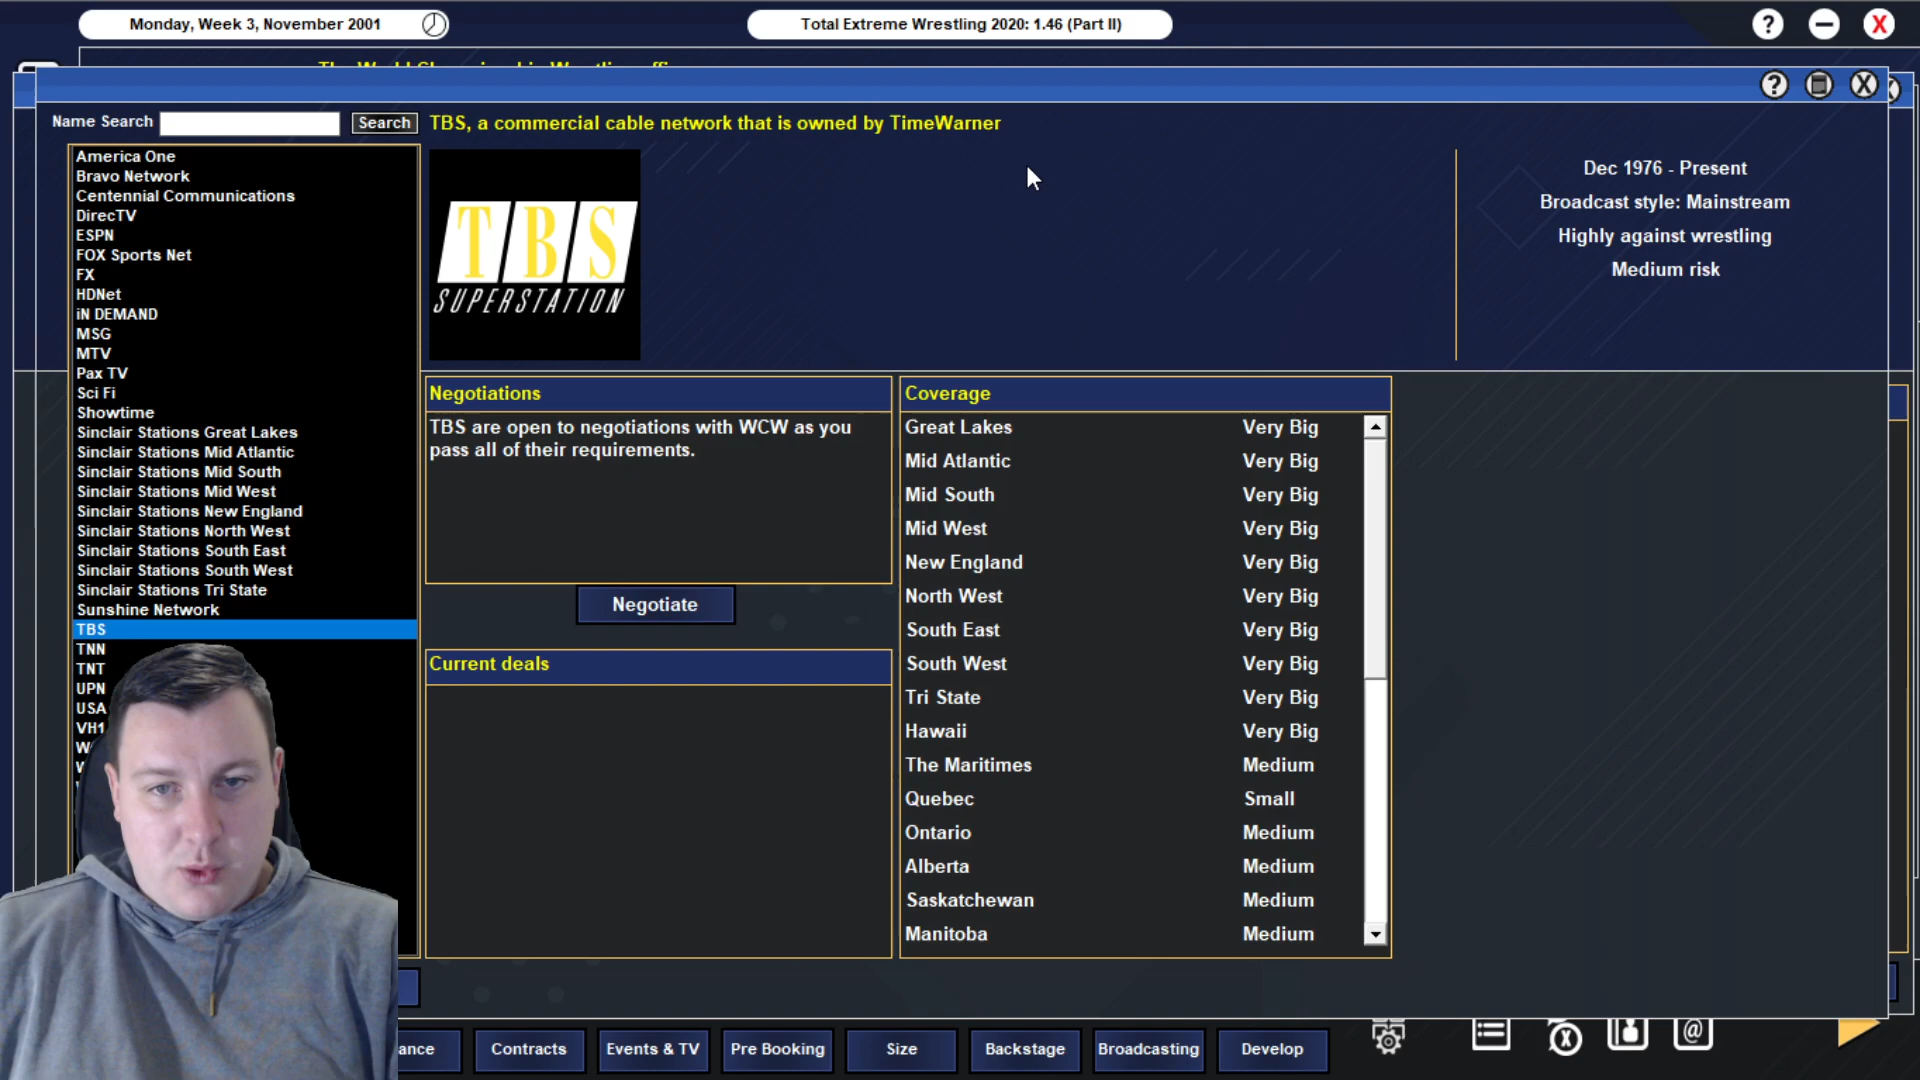 Monday, Week 3, November 2001
Total Extreme Wrestling 2020: 1.46 (Part II)
?
X
?
X
Name Search
Search
TBS, a commercial cable network that is owned by TimeWarner
America One
Bravo Network
Centennial Communications
DirecTV
ESPN
FOX Sports Net
FX
HDNet
iN DEMAND
MSG
MTV
Pax TV
Sci Fi
Showtime
Sinclair Stations Great Lakes
Sinclair Stations Mid Atlantic
Sinclair Stations Mid South
Sinclair Stations Mid West
Sinclair Stations New England
Sinclair Stations North West
Sinclair Stations South East
Sinclair Stations South West
Sinclair Stations Tri State
Sunshine Network
TBS
TNN
TNT
UPN
USA
VH1
TBS
SUPERSTATION
Dec 1976 - Present
Broadcast style: Mainstream
Highly against wrestling
Medium risk
Negotiations
TBS are open to negotiations with WCW as you
pass all of their requirements.
Negotiate
Current deals
Coverage
Great Lakes Very Big
Mid Atlantic Very Big
Mid South Very Big
Mid West Very Big
New England Very Big
North West Very Big
South East Very Big
South West Very Big
Tri State Very Big
Hawaii Very Big
The Maritimes Medium
Quebec Small
Ontario Medium
Alberta Medium
Saskatchewan Medium
Manitoba Medium
ance
Contracts
Events & TV
Pre Booking
Size
Backstage
Broadcasting
Develop
@